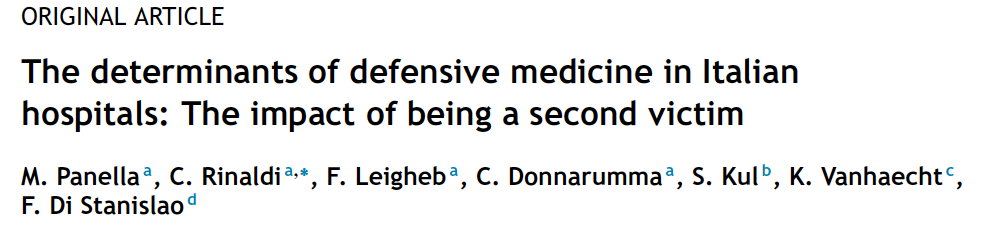 ORIGINAL ARTICLE
The determinants of defensive medicine in Italian
hospitals: The impact of being a second victim
M. Panella a, C. Rinaldi a,*, F. Leigheb a, C. Donnarumma a, S. Kul b, K. Vanhaecht c,
F. Di Stanislao d